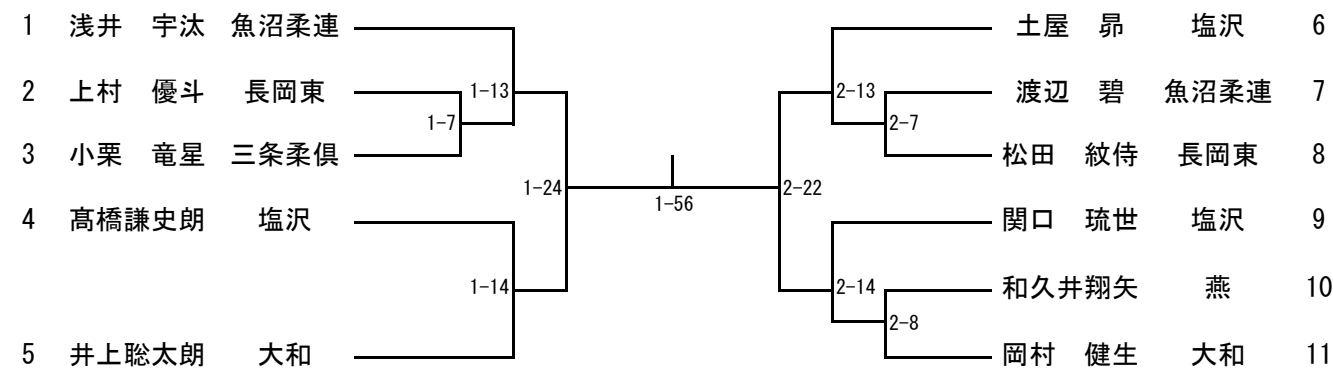 1 浅井 宇汰 魚沼柔連
2 上村 優斗 長岡東
3 小栗 竜星 三条柔倶
4 髙橋謙史朗 塩沢
5 井上聡太朗 大和
1-13
1-7
1-24
1-14
1-56
土屋 昴 塩沢 6
渡辺 碧 魚沼柔連 7
松田 紋侍 長岡東 8
関口 琉世 塩沢 9
和久井翔矢 燕 10
岡村 健生 大和 11
2-13
2-7
2-22
2-14
2-8